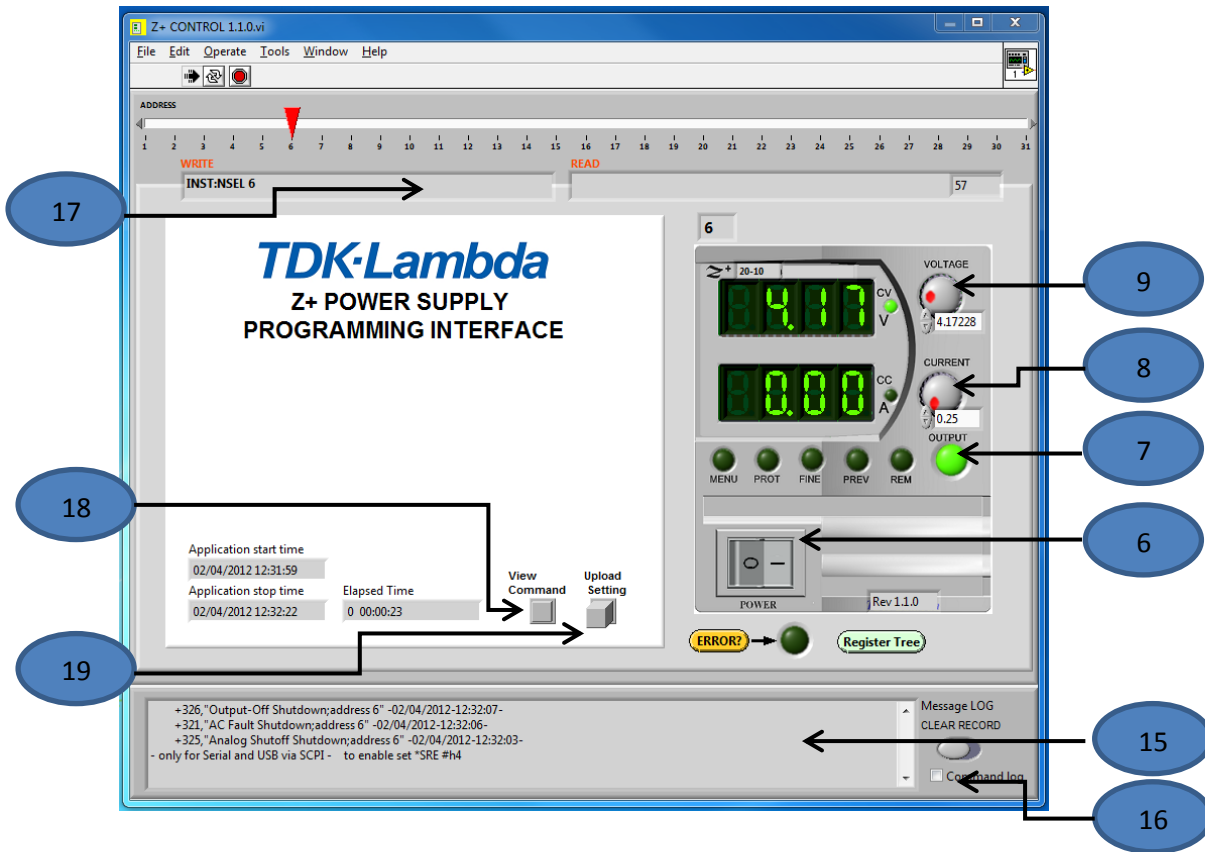 Z+ CONTROL 1.1.0.vi
File Edit Operate Tools Window Help
1
ADDRESS
1 2 3 4 5 6 7 8 9 10 11 12 13 14 15 16 17 18 19 20 21 22 23 24 25 26 27 28 29 30 31
WRITE READ
INST:NSEL 6
57
17
6
TDK·Lambda
Z+ POWER SUPPLY
PROGRAMMING INTERFACE
Z+ 20-10
4.17
CV
V
VOLTAGE
4.17228
9
0.00
CC
A
CURRENT
0.25
8
OUTPUT
7
MENU PROT FINE PREV REM
18
6
Application start time
02/04/2012 12:31:59
Application stop time
02/04/2012 12:32:22
Elapsed Time
0 00:00:23
View
Command
Upload
Setting
POWER
Rev 1.1.0
ERROR?
Register Tree
19
+326,"Output-Off Shutdown;address 6" -02/04/2012-12:32:07-
+321,"AC Fault Shutdown;address 6" -02/04/2012-12:32:06-
+325,"Analog Shutoff Shutdown;address 6" -02/04/2012-12:32:03-
- only for Serial and USB via SCPI - to enable set *SRE #h4
Message LOG
CLEAR RECORD
15
Command log
16